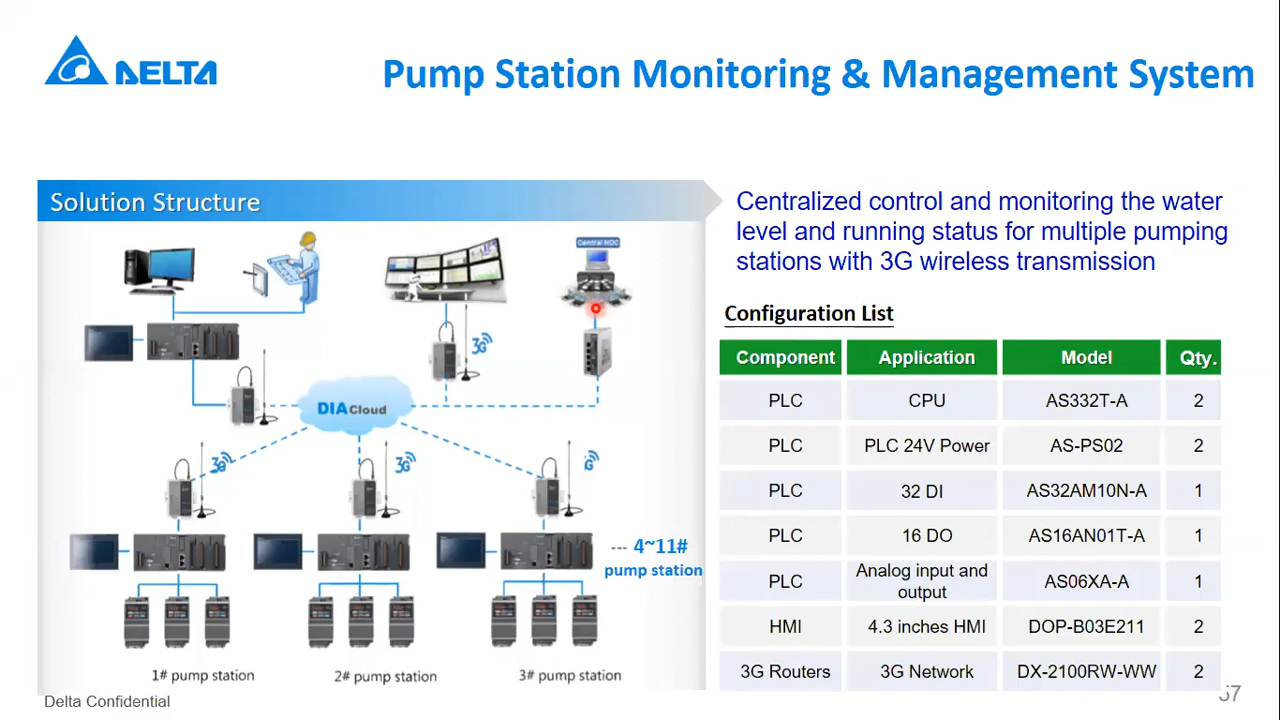 DELTA
Pump Station Monitoring & Management System
Solution Structure
Central NOC
3G
DIACloud
3G
3G
3G
--- 4~11#
pump station
1# pump station
2# pump station
3# pump station
Centralized control and monitoring the water
level and running status for multiple pumping
stations with 3G wireless transmission
Configuration List
Component Application Model Qty.
PLC CPU AS332T-A 2
PLC PLC 24V Power AS-PS02 2
PLC 32 DI AS32AM10N-A 1
PLC 16 DO AS16AN01T-A 1
PLC Analog input and output AS06XA-A 1
HMI 4.3 inches HMI DOP-B03E211 2
3G Routers 3G Network DX-2100RW-WW 2
Delta Confidential
57